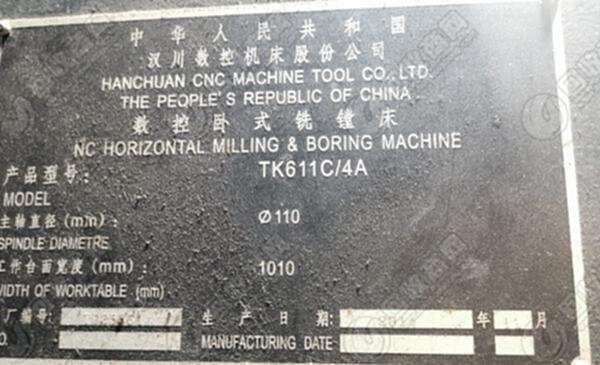 中华人民共和国
汉川数控机床股份公司
HANCHUAN CNC MACHINE TOOL CO., LTD.
THE PEOPLE'S REPUBLIC OF CHINA
数控卧式铣镗床
NC HORIZONTAL MILLING & BORING MACHINE
产品型号: TK611C/4A
MODEL
主轴直径(mm): Ø110
SPINDLE DIAMETRE
工作台面宽度(mm): 1010
WIDTH OF WORKTABLE (mm)
厂编号: 生产日期: 年 月
O. MANUFACTURING DATE